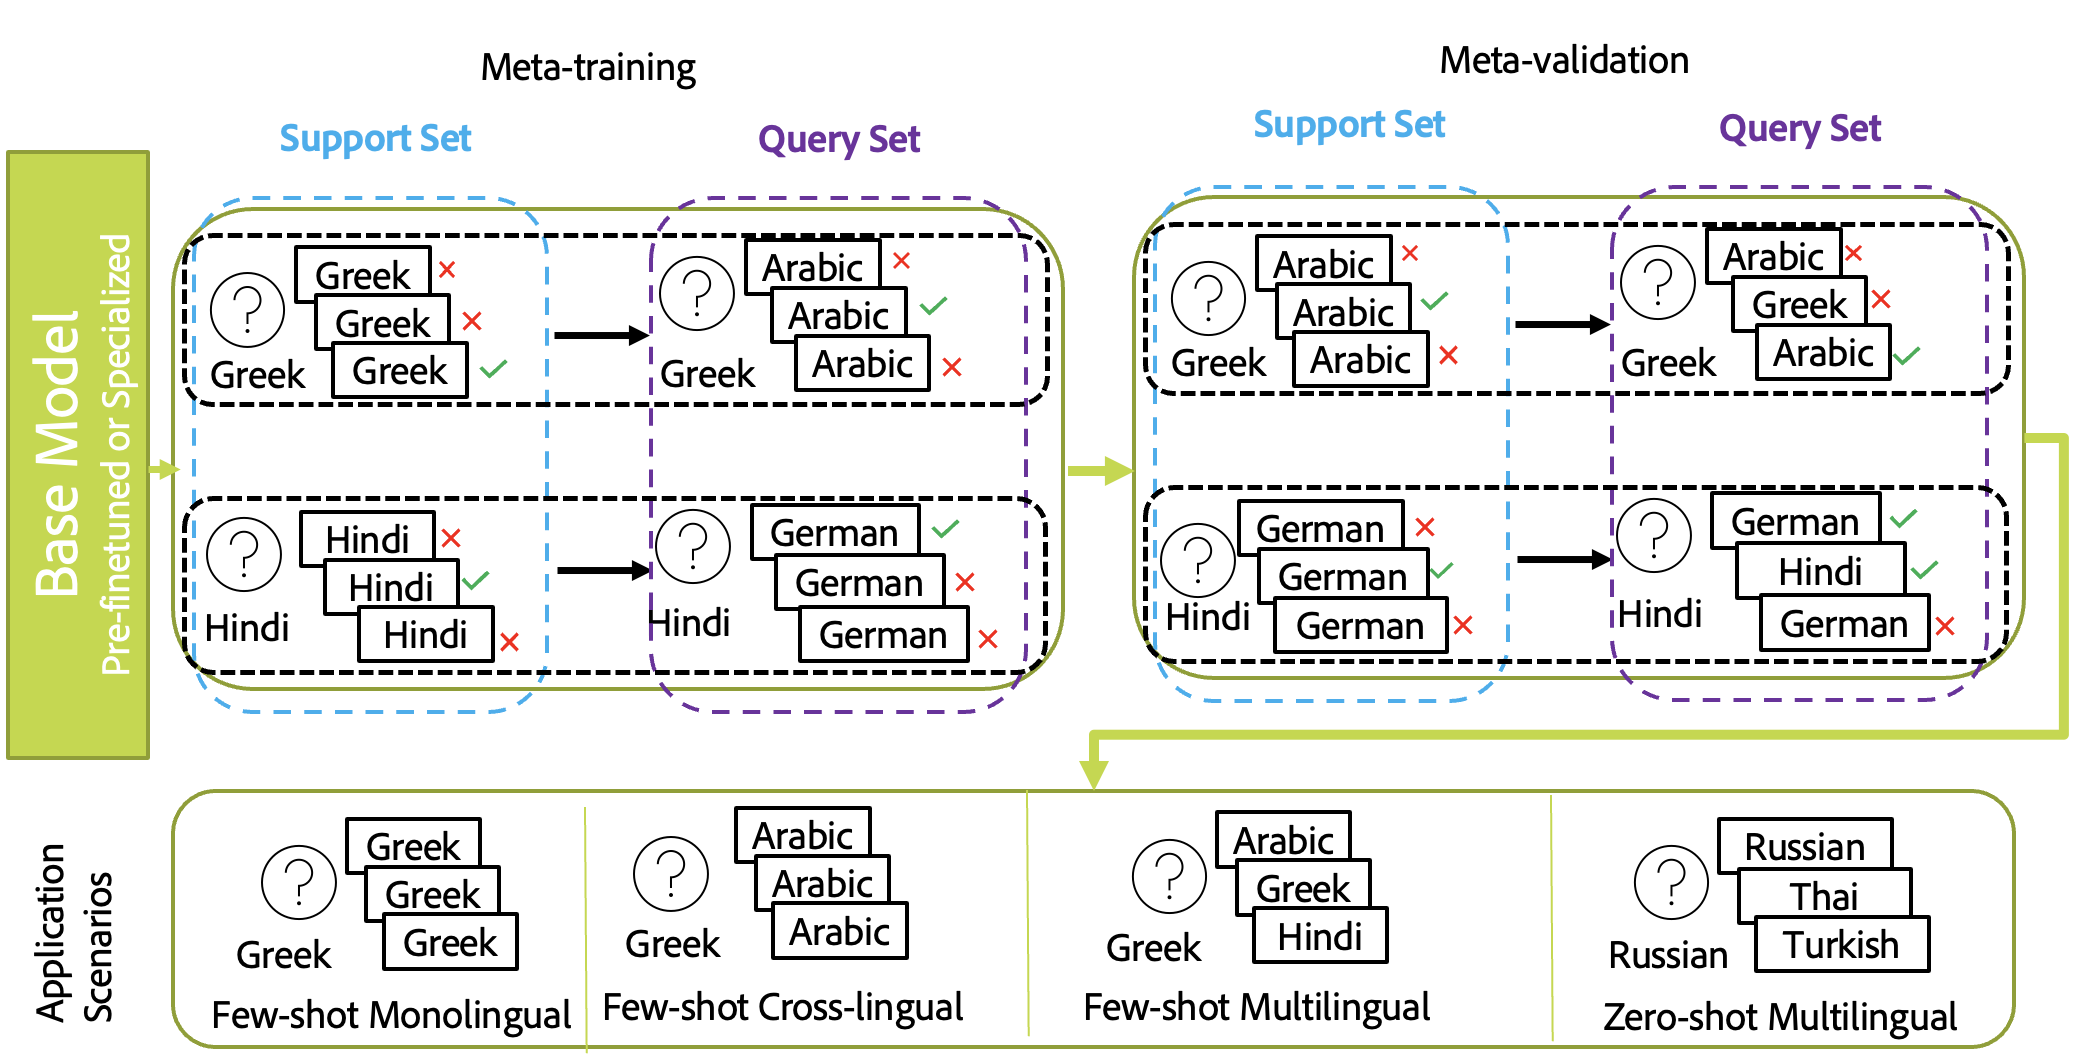 Meta-training
Meta-validation
Support Set
Query Set
Support Set
Query Set
Base Model
Pre-finetuned or Specialized
?
Greek
Greek
Greek
Greek
?
Greek
Arabic
Arabic
Arabic
?
Hindi
Hindi
Hindi
Hindi
?
Hindi
German
German
German
?
Greek
Arabic
Arabic
Arabic
?
Greek
Arabic
Greek
Arabic
?
Hindi
German
German
German
?
Hindi
German
Hindi
German
Application
Scenarios
?
Greek
Greek
Greek
Greek
Few-shot Monolingual
?
Greek
Arabic
Arabic
Arabic
Few-shot Cross-lingual
?
Greek
Arabic
Greek
Hindi
Few-shot Multilingual
?
Russian
Russian
Thai
Turkish
Zero-shot Multilingual